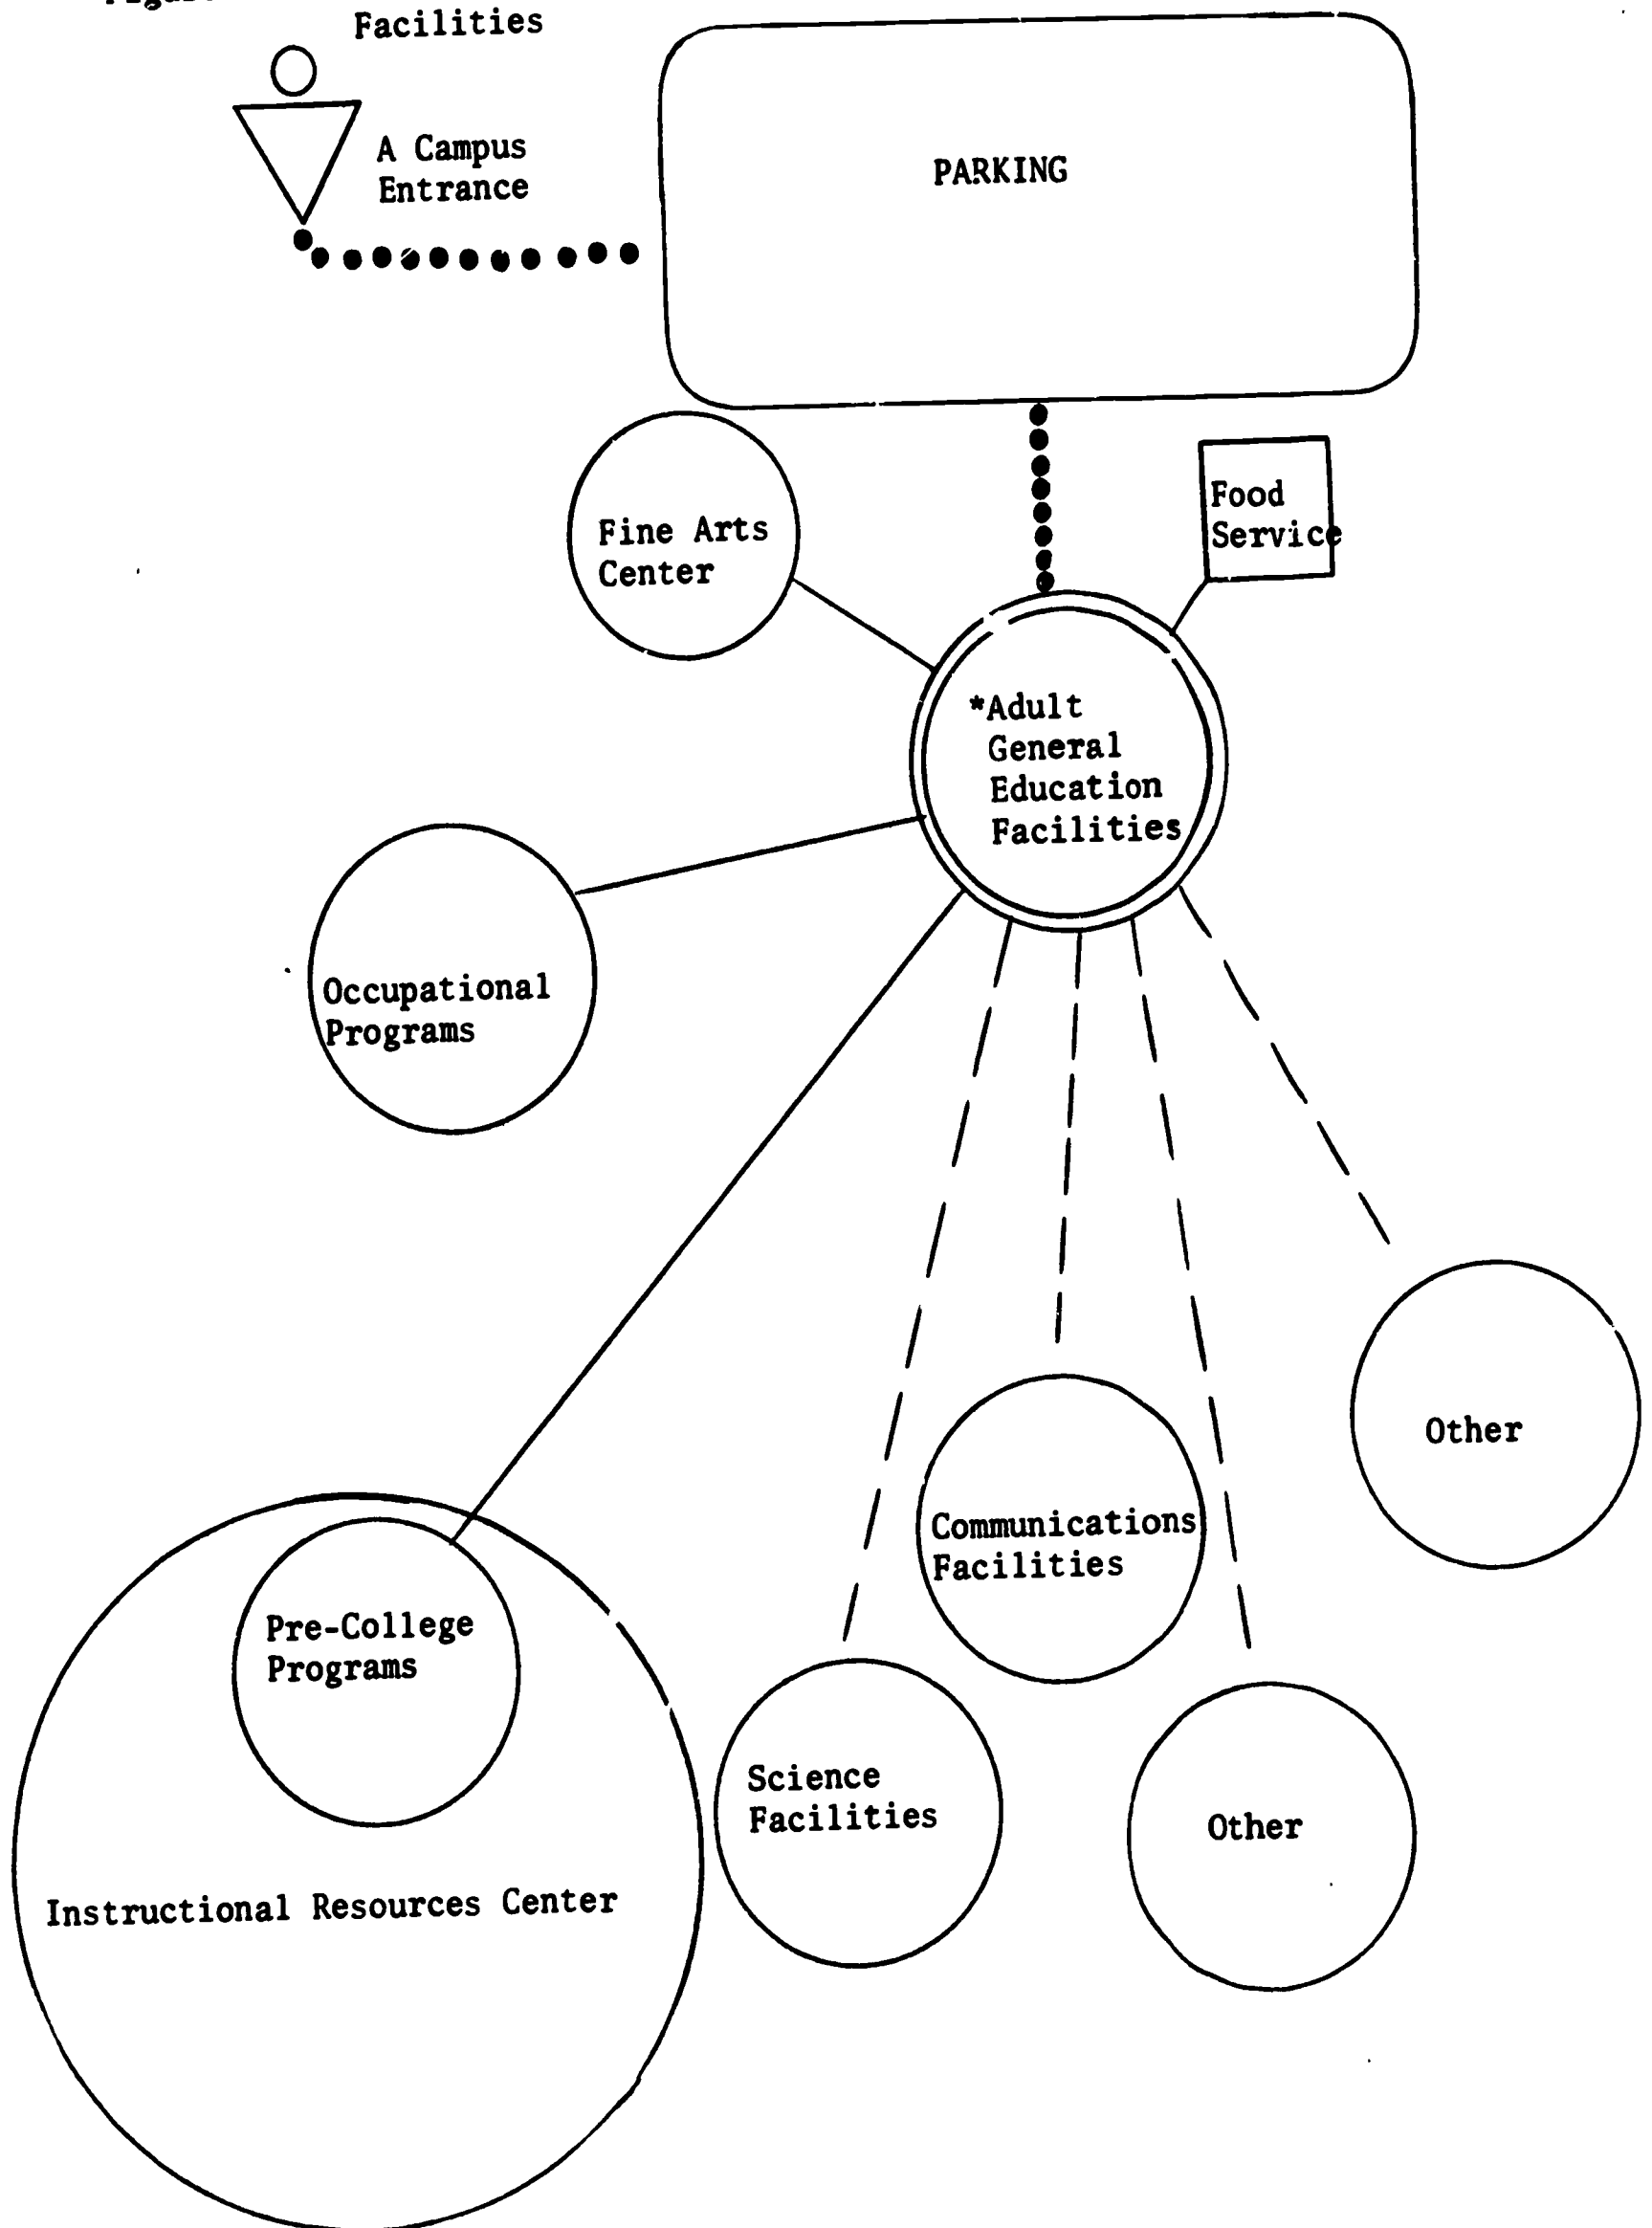 Facilities
A Campus
Entrance
PARKING
Food
Service
Fine Arts
Center
*Adult
General
Education
Facilities
Occupational
Programs
Other
Communications
Facilities
Pre-College
Programs
Science
Facilities
Other
Instructional Resources Center